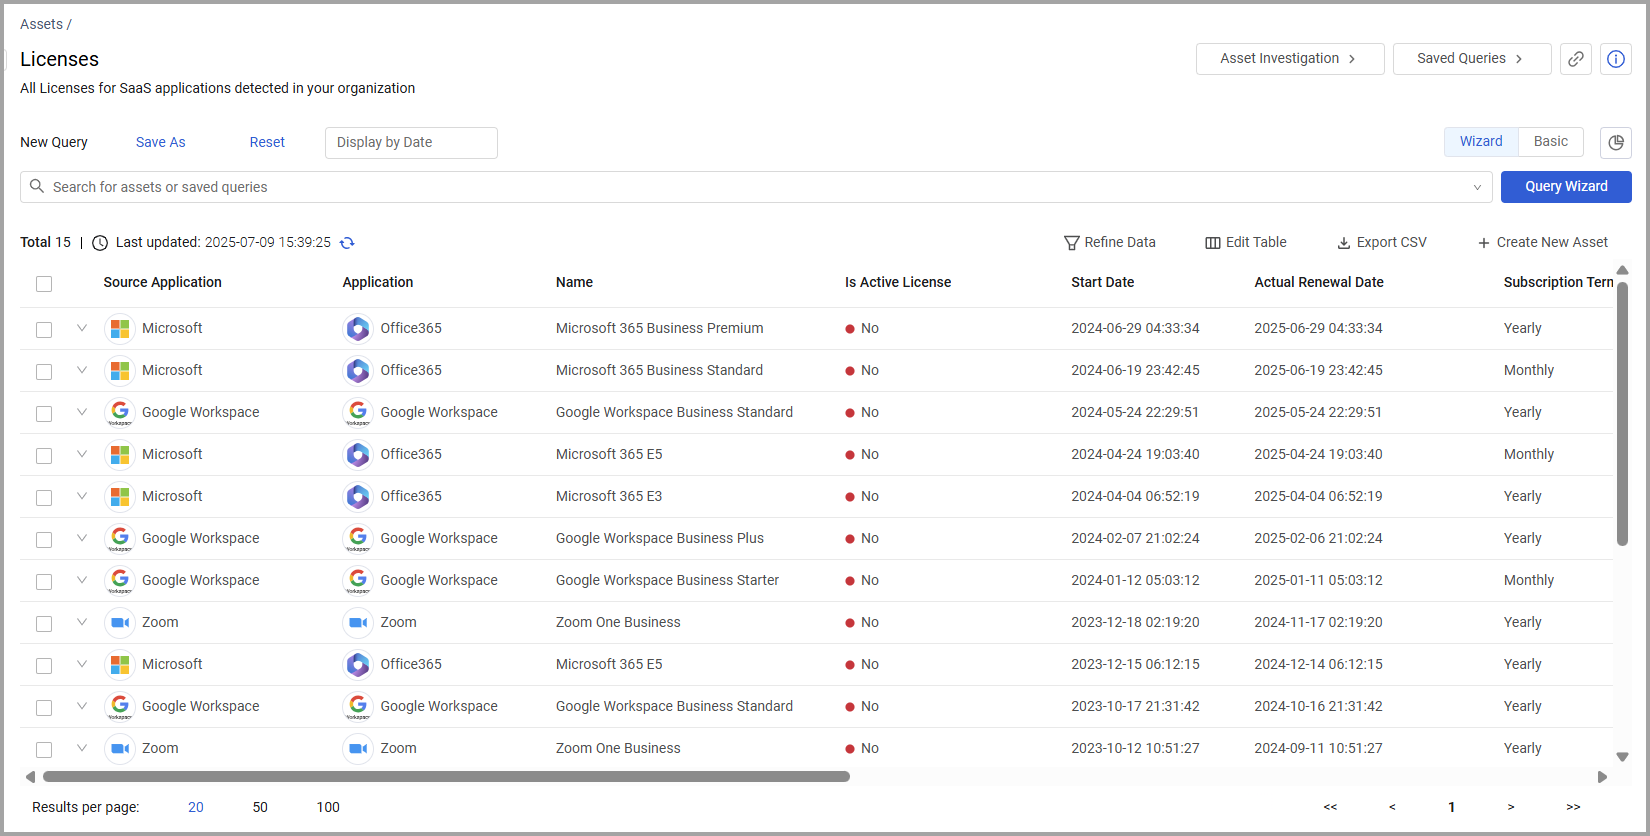 Assets /
Licenses
Asset Investigation >
Saved Queries >
All Licenses for SaaS applications detected in your organization
New Query Save As Reset Display by Date Wizard Basic
Search for assets or saved queries Query Wizard
Total 15 | Last updated: 2025-07-09 15:39:25 Refine Data Edit Table Export CSV + Create New Asset
Source Application Application Name Is Active License Start Date Actual Renewal Date Subscription Term
Microsoft Office365 Microsoft 365 Business Premium No 2024-06-29 04:33:34 2025-06-29 04:33:34 Yearly
Microsoft Office365 Microsoft 365 Business Standard No 2024-06-19 23:42:45 2025-06-19 23:42:45 Monthly
Google Workspace Google Workspace Google Workspace Business Standard No 2024-05-24 22:29:51 2025-05-24 22:29:51 Yearly
Microsoft Office365 Microsoft 365 E5 No 2024-04-24 19:03:40 2025-04-24 19:03:40 Monthly
Microsoft Office365 Microsoft 365 E3 No 2024-04-04 06:52:19 2025-04-04 06:52:19 Yearly
Google Workspace Google Workspace Google Workspace Business Plus No 2024-02-07 21:02:24 2025-02-06 21:02:24 Yearly
Google Workspace Google Workspace Google Workspace Business Starter No 2024-01-12 05:03:12 2025-01-11 05:03:12 Monthly
Zoom Zoom Zoom One Business No 2023-12-18 02:19:20 2024-11-17 02:19:20 Yearly
Microsoft Office365 Microsoft 365 E5 No 2023-12-15 06:12:15 2024-12-14 06:12:15 Yearly
Google Workspace Google Workspace Google Workspace Business Standard No 2023-10-17 21:31:42 2024-10-16 21:31:42 Yearly
Zoom Zoom Zoom One Business No 2023-10-12 10:51:27 2024-09-11 10:51:27 Yearly
Results per page: 20 50 100 << < 1 > >>